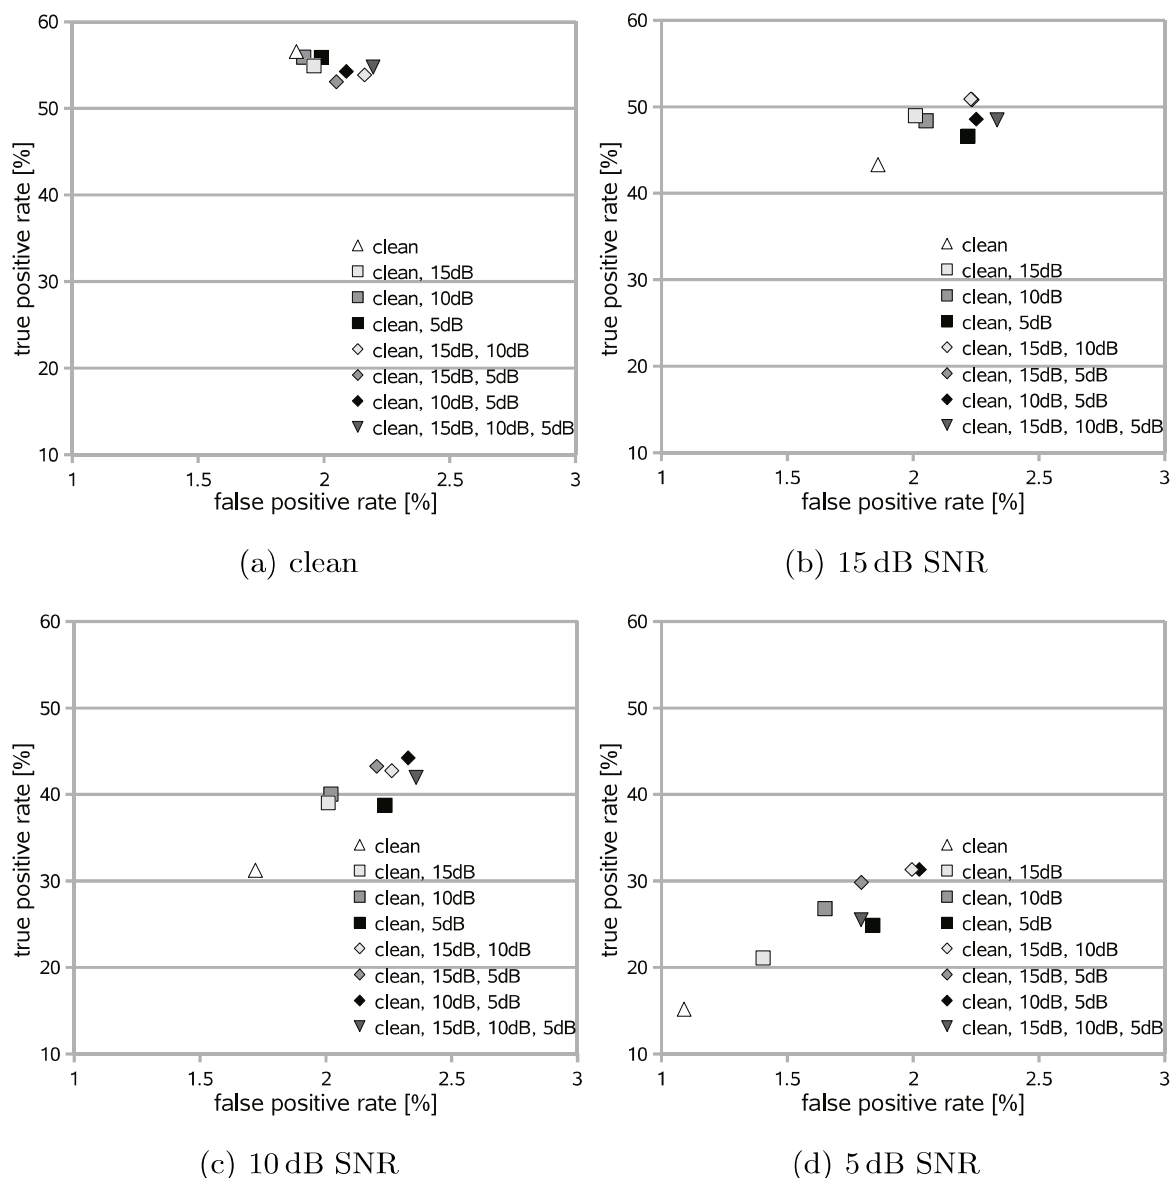 60
50
40
30
20
10
true positive rate [%]
clean
clean, 15dB
clean, 10dB
clean, 5dB
clean, 15dB, 10dB
clean, 15dB, 5dB
clean, 10dB, 5dB
clean, 15dB, 10dB, 5dB
1 1.5 2 2.5 3
false positive rate [%]
(a) clean
60
50
40
30
20
10
true positive rate [%]
clean
clean, 15dB
clean, 10dB
clean, 5dB
clean, 15dB, 10dB
clean, 15dB, 5dB
clean, 10dB, 5dB
clean, 15dB, 10dB, 5dB
1 1.5 2 2.5 3
false positive rate [%]
(b) 15 dB SNR
60
50
40
30
20
10
true positive rate [%]
clean
clean, 15dB
clean, 10dB
clean, 5dB
clean, 15dB, 10dB
clean, 15dB, 5dB
clean, 10dB, 5dB
clean, 15dB, 10dB, 5dB
1 1.5 2 2.5 3
false positive rate [%]
(c) 10 dB SNR
60
50
40
30
20
10
true positive rate [%]
clean
clean, 15dB
clean, 10dB
clean, 5dB
clean, 15dB, 10dB
clean, 15dB, 5dB
clean, 10dB, 5dB
clean, 15dB, 10dB, 5dB
1 1.5 2 2.5 3
false positive rate [%]
(d) 5 dB SNR